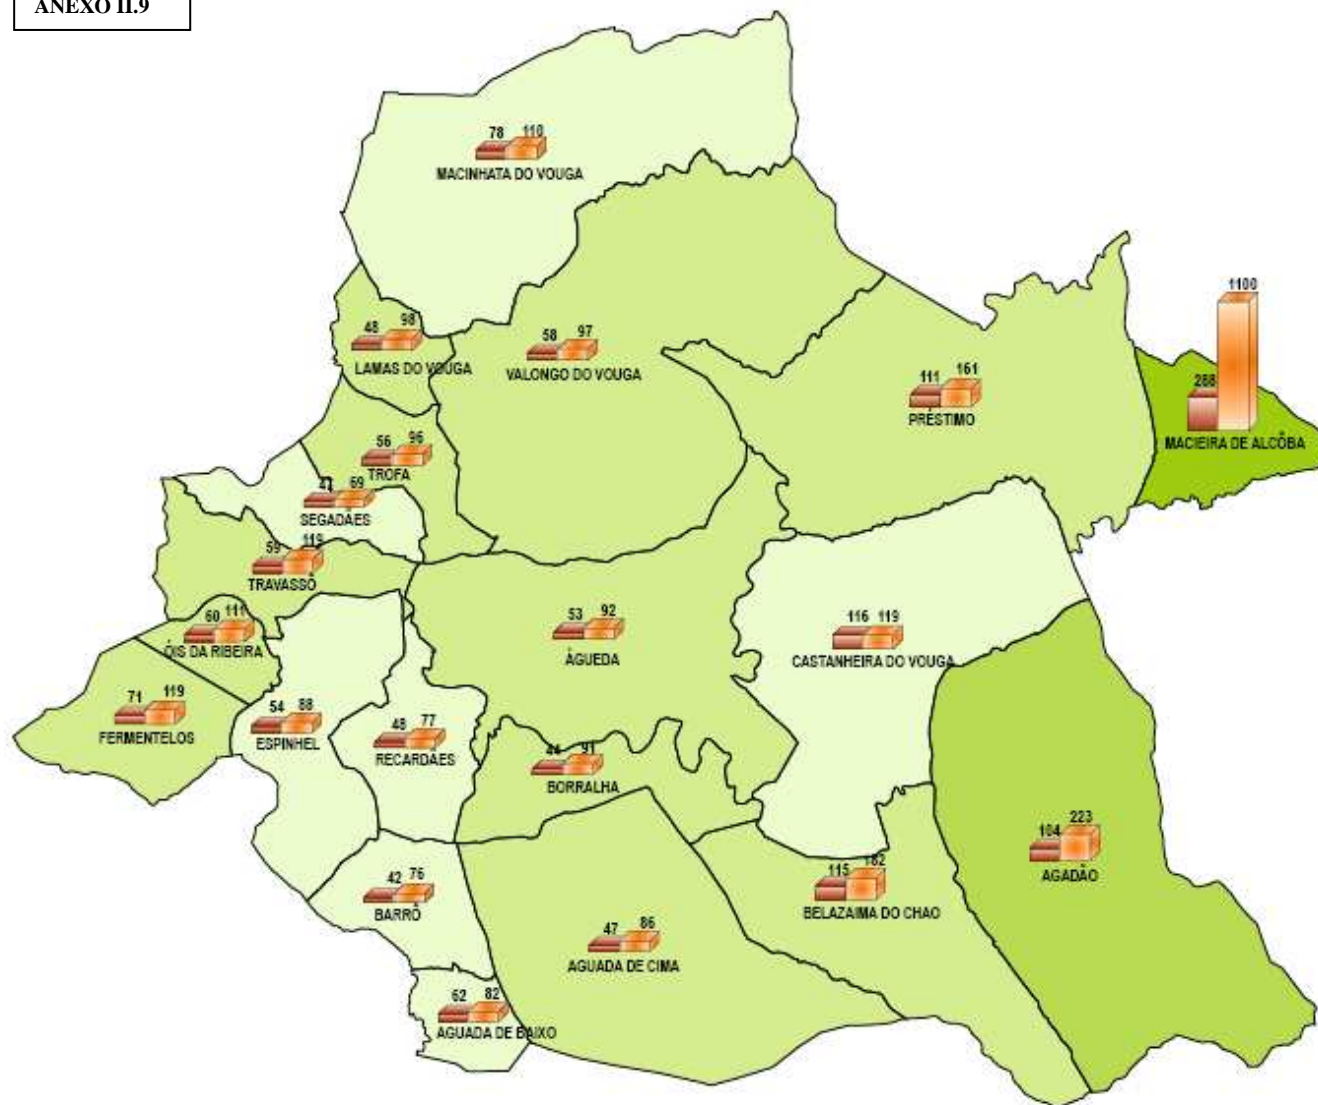 ANEXO II.9
78 110
MACINHATA DO VOUGA
48 98
LAMAS DO VOUGA
58 97
VALONGO DO VOUGA
111 161
PRÉSTIMO
288 1100
MACIEIRA DE ALCÔBA
56 96
TROFA
69
SEGADÃES
59 119
TRAVASSÔ
60 111
ÓIS DA RIBEIRA
53 92
ÁGUEDA
116 119
CASTANHEIRA DO VOUGA
71 119
FERMENTELOS
54 88
ESPINHEL
48 77
RECARDÃES
44 91
BORRALHA
104 223
AGADÃO
115 182
BELAZAIMA DO CHAO
42 76
BARRÔ
47 86
AGUADA DE CIMA
62 82
AGUADA DE BAIXO